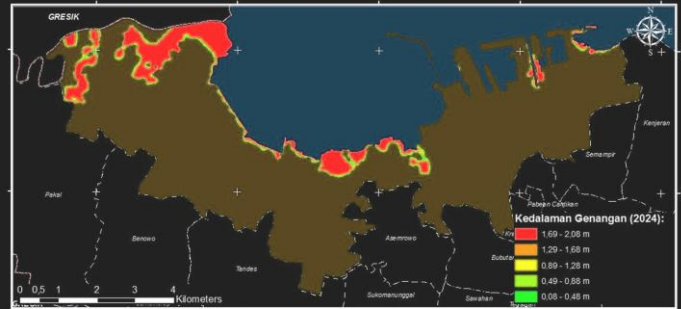 GRESIK
N
W
E
S
Kenjeran
Semampir
Pakal
Pabean Cantikan
Benowo
Asemrowo
Tandes
Sukomanunggal
Sawahan
Kedalaman Genangan (2024):
1,69 - 2,08 m
1,29 - 1,68 m
0,89 - 1,28 m
0,49 - 0,88 m
0,08 - 0,48 m
0 0,5 1 2 3 4
Kilometers